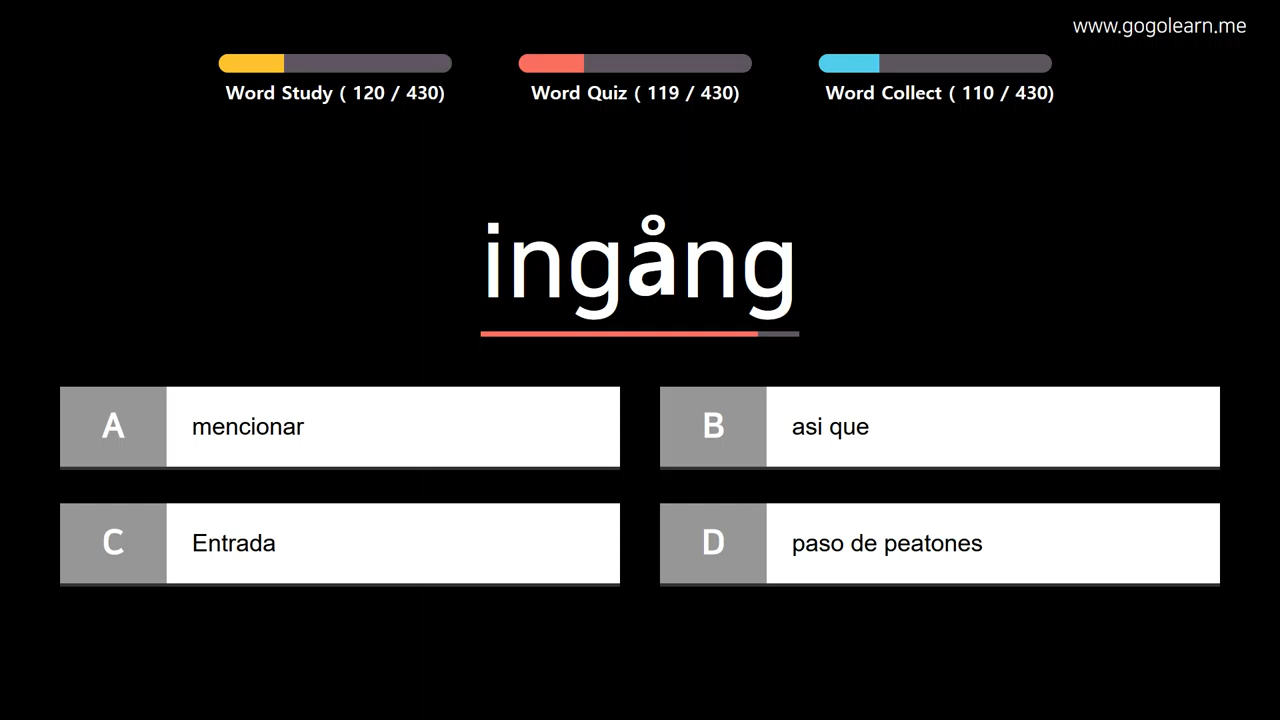 www.gogolearn.me
Word Study ( 120 / 430)
Word Quiz ( 119 / 430)
Word Collect ( 110 / 430)
ingång
A mencionar
B asi que
C Entrada
D paso de peatones